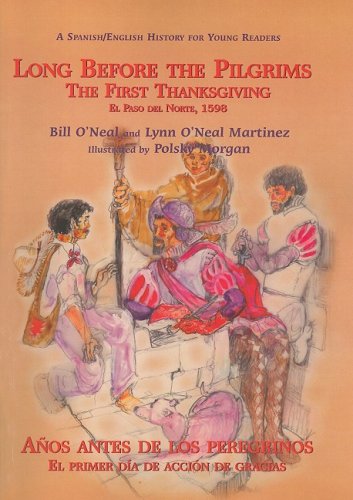 A SPANISH/ENGLISH HISTORY FOR YOUNG READERS
LONG BEFORE THE PILGRIMS
THE FIRST THANKSGIVING
EL PASO DEL NORTE, 1598
Bill O'Neal and Lynn O'Neal Martinez
Illustrated by Polsky Morgan
AÑOS ANTES DE LOS PEREGRINOS
EL PRIMER DÍA DE ACCIÓN DE GRACIAS